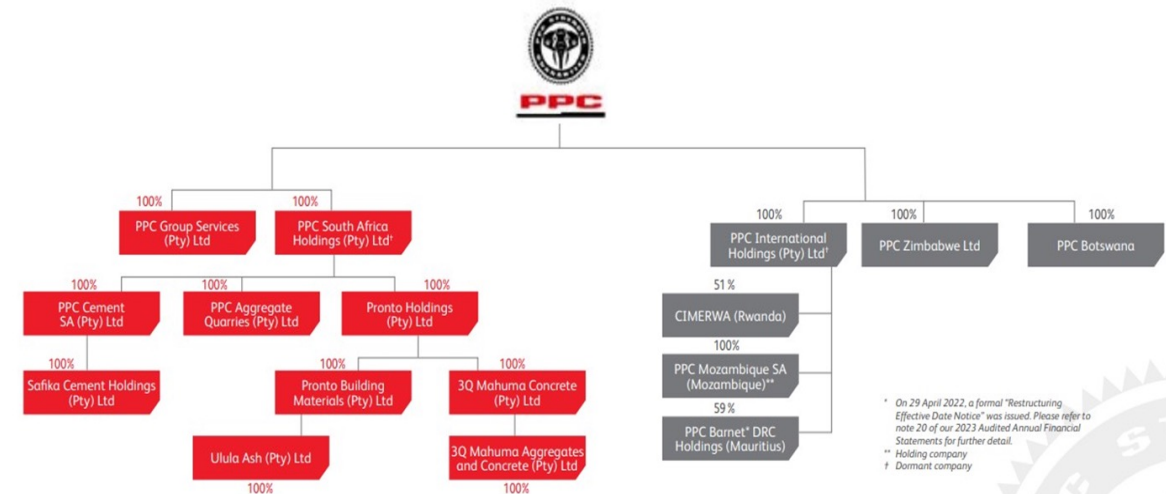 PPC
100%
PPC Group Services
(Pty) Ltd
100%
PPC South Africa
Holdings (Pty) Ltd†
100%
PPC International
Holdings (Pty) Ltd†
100%
PPC Zimbabwe Ltd
100%
PPC Botswana
100%
PPC Cement
SA (Pty) Ltd
100%
PPC Aggregate
Quarries (Pty) Ltd
100%
Pronto Holdings
(Pty) Ltd
51 %
CIMERWA (Rwanda)
100%
Safika Cement Holdings
(Pty) Ltd
100%
Pronto Building
Materials (Pty) Ltd
100%
3Q Mahuma Concrete
(Pty) Ltd
100%
PPC Mozambique SA
(Mozambique)**
59 %
PPC Barnet* DRC
Holdings (Mauritius)
Ulula Ash (Pty) Ltd
100%
3Q Mahuma Aggregates
and Concrete (Pty) Ltd
100%
* On 29 April 2022, a formal "Restructuring
Effective Date Notice" was issued. Please refer to
note 20 of our 2023 Audited Annual Financial
Statements for further detail.
** Holding company
† Dormant company